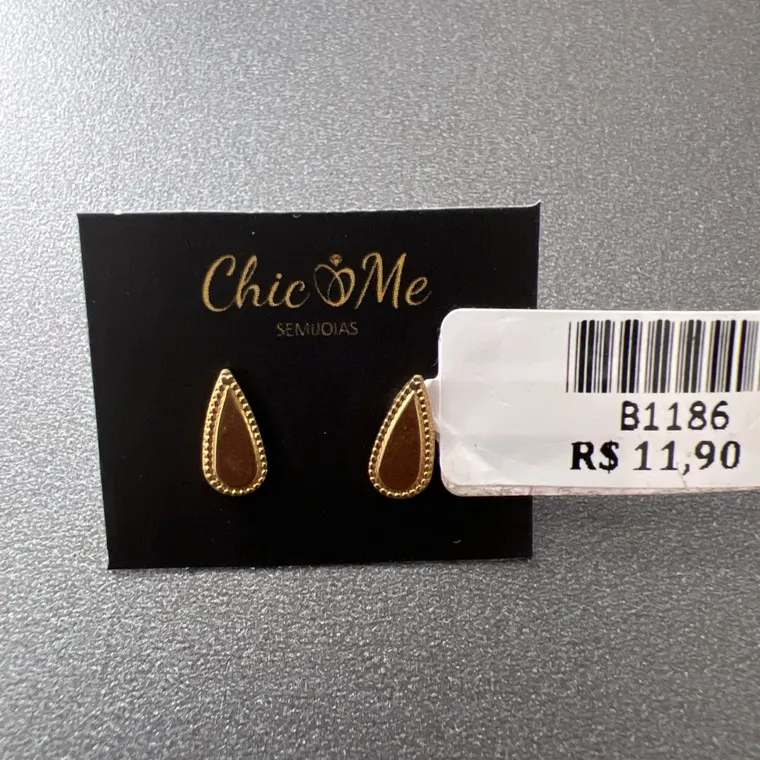 Chic Me
SEMIJOIAS
B1186
R$ 11,90